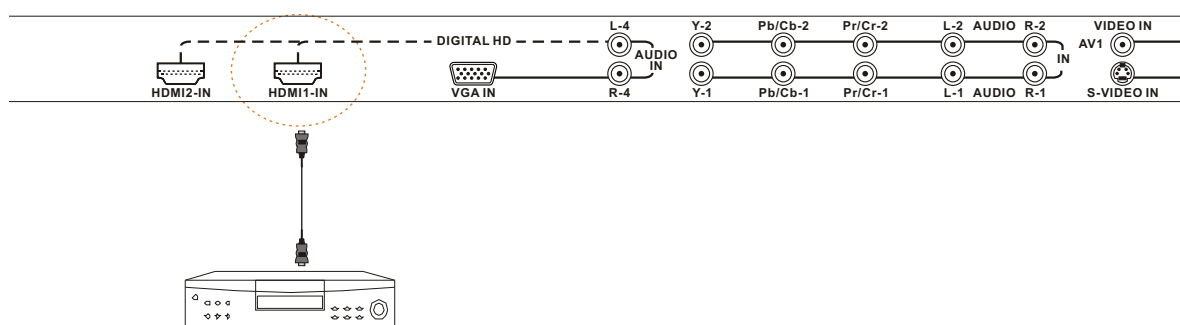 L-4 Y-2 Pb/Cb-2 Pr/Cr-2 L-2 AUDIO R-2 VIDEO IN
DIGITAL HD AUDIO IN IN AV1
HDMI2-IN HDMI1-IN VGA IN R-4 Y-1 Pb/Cb-1 Pr/Cr-1 L-1 AUDIO R-1 S-VIDEO IN